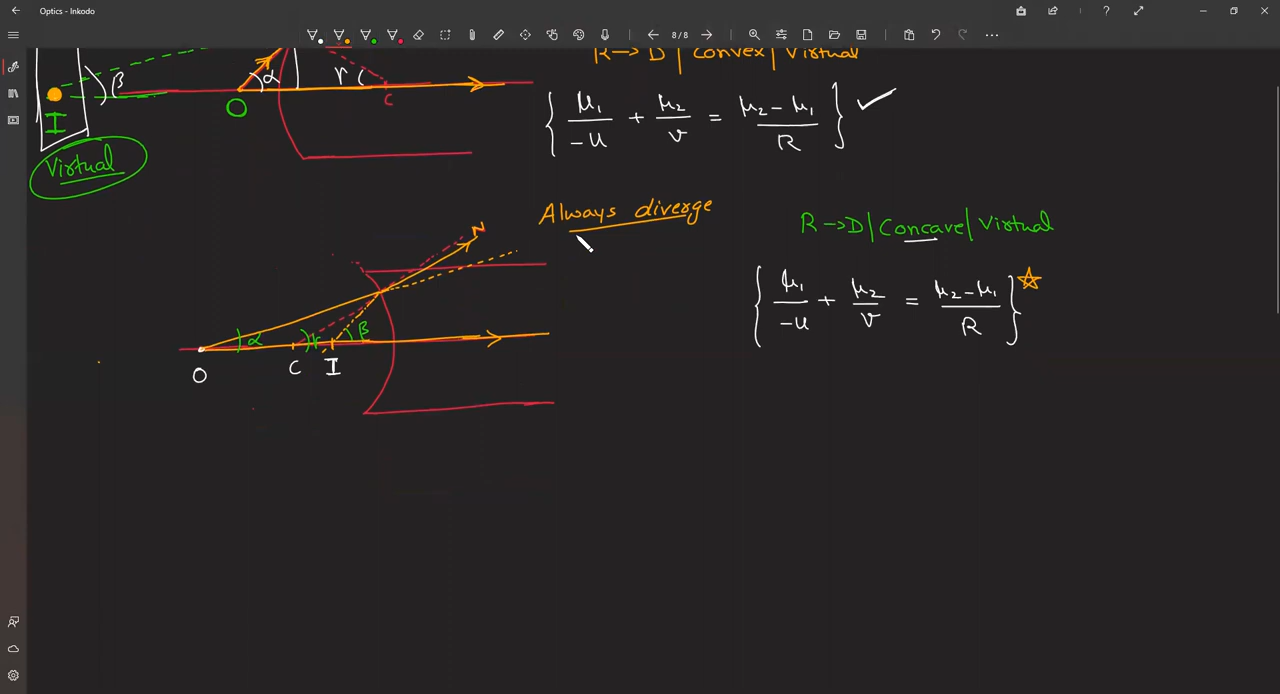 Optics - Inkodo
8/8
R → D | Convex | Virtual
β
α
r
I
O
C
{ μ₁/-u + μ₂/v = μ₂ - μ₁/R } ✓
Virtual
Always diverge
R → D | Concave | Virtual
N
{ μ₁/-u + μ₂/v = μ₂ - μ₁/R } ☆
α
r
β
O
C
I